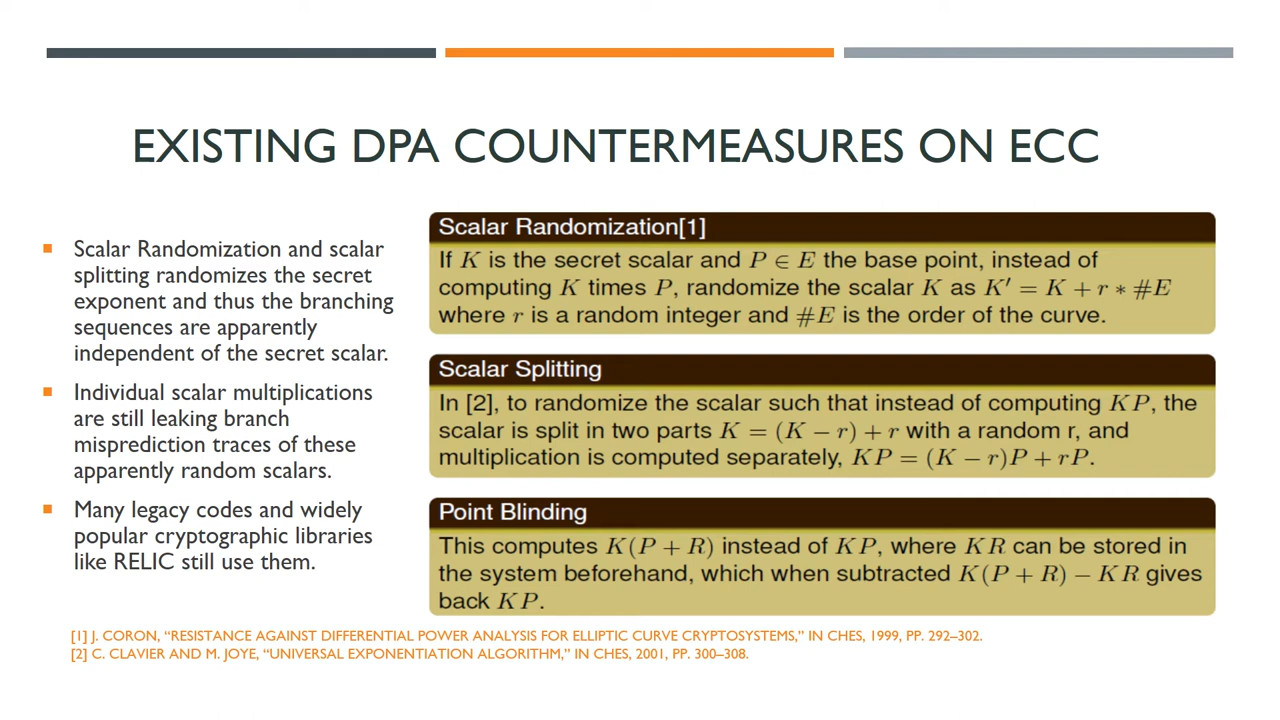 EXISTING DPA COUNTERMEASURES ON ECC
Scalar Randomization and scalar
splitting randomizes the secret
exponent and thus the branching
sequences are apparently
independent of the secret scalar.
Individual scalar multiplications
are still leaking branch
misprediction traces of these
apparently random scalars.
Many legacy codes and widely
popular cryptographic libraries
like RELIC still use them.
Scalar Randomization[1]
If K is the secret scalar and P ∈ E the base point, instead of
computing K times P, randomize the scalar K as K′ = K + r ∗ #E
where r is a random integer and #E is the order of the curve.
Scalar Splitting
In [2], to randomize the scalar such that instead of computing KP, the
scalar is split in two parts K = (K − r) + r with a random r, and
multiplication is computed separately, KP = (K − r)P + rP.
Point Blinding
This computes K(P + R) instead of KP, where KR can be stored in
the system beforehand, which when subtracted K(P + R) − KR gives
back KP.
[1] J. CORON, “RESISTANCE AGAINST DIFFERENTIAL POWER ANALYSIS FOR ELLIPTIC CURVE CRYPTOSYSTEMS,” IN CHES, 1999, PP. 292–302.
[2] C. CLAVIER AND M. JOYE, “UNIVERSAL EXPONENTIATION ALGORITHM,” IN CHES, 2001, PP. 300–308.